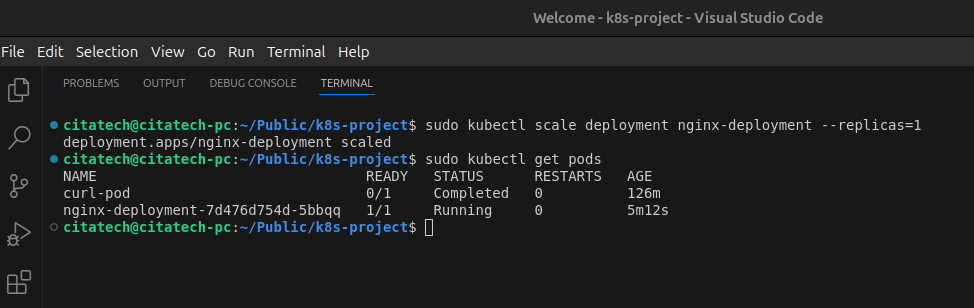 Welcome - k8s-project - Visual Studio Code
File Edit Selection View Go Run Terminal Help
PROBLEMS OUTPUT DEBUG CONSOLE TERMINAL
citatech@citatech-pc:~/Public/k8s-project$ sudo kubectl scale deployment nginx-deployment --replicas=1
deployment.apps/nginx-deployment scaled
citatech@citatech-pc:~/Public/k8s-project$ sudo kubectl get pods
NAME READY STATUS RESTARTS AGE
curl-pod 0/1 Completed 0 126m
nginx-deployment-7d476d754d-5bbqq 1/1 Running 0 5m12s
citatech@citatech-pc:~/Public/k8s-project$